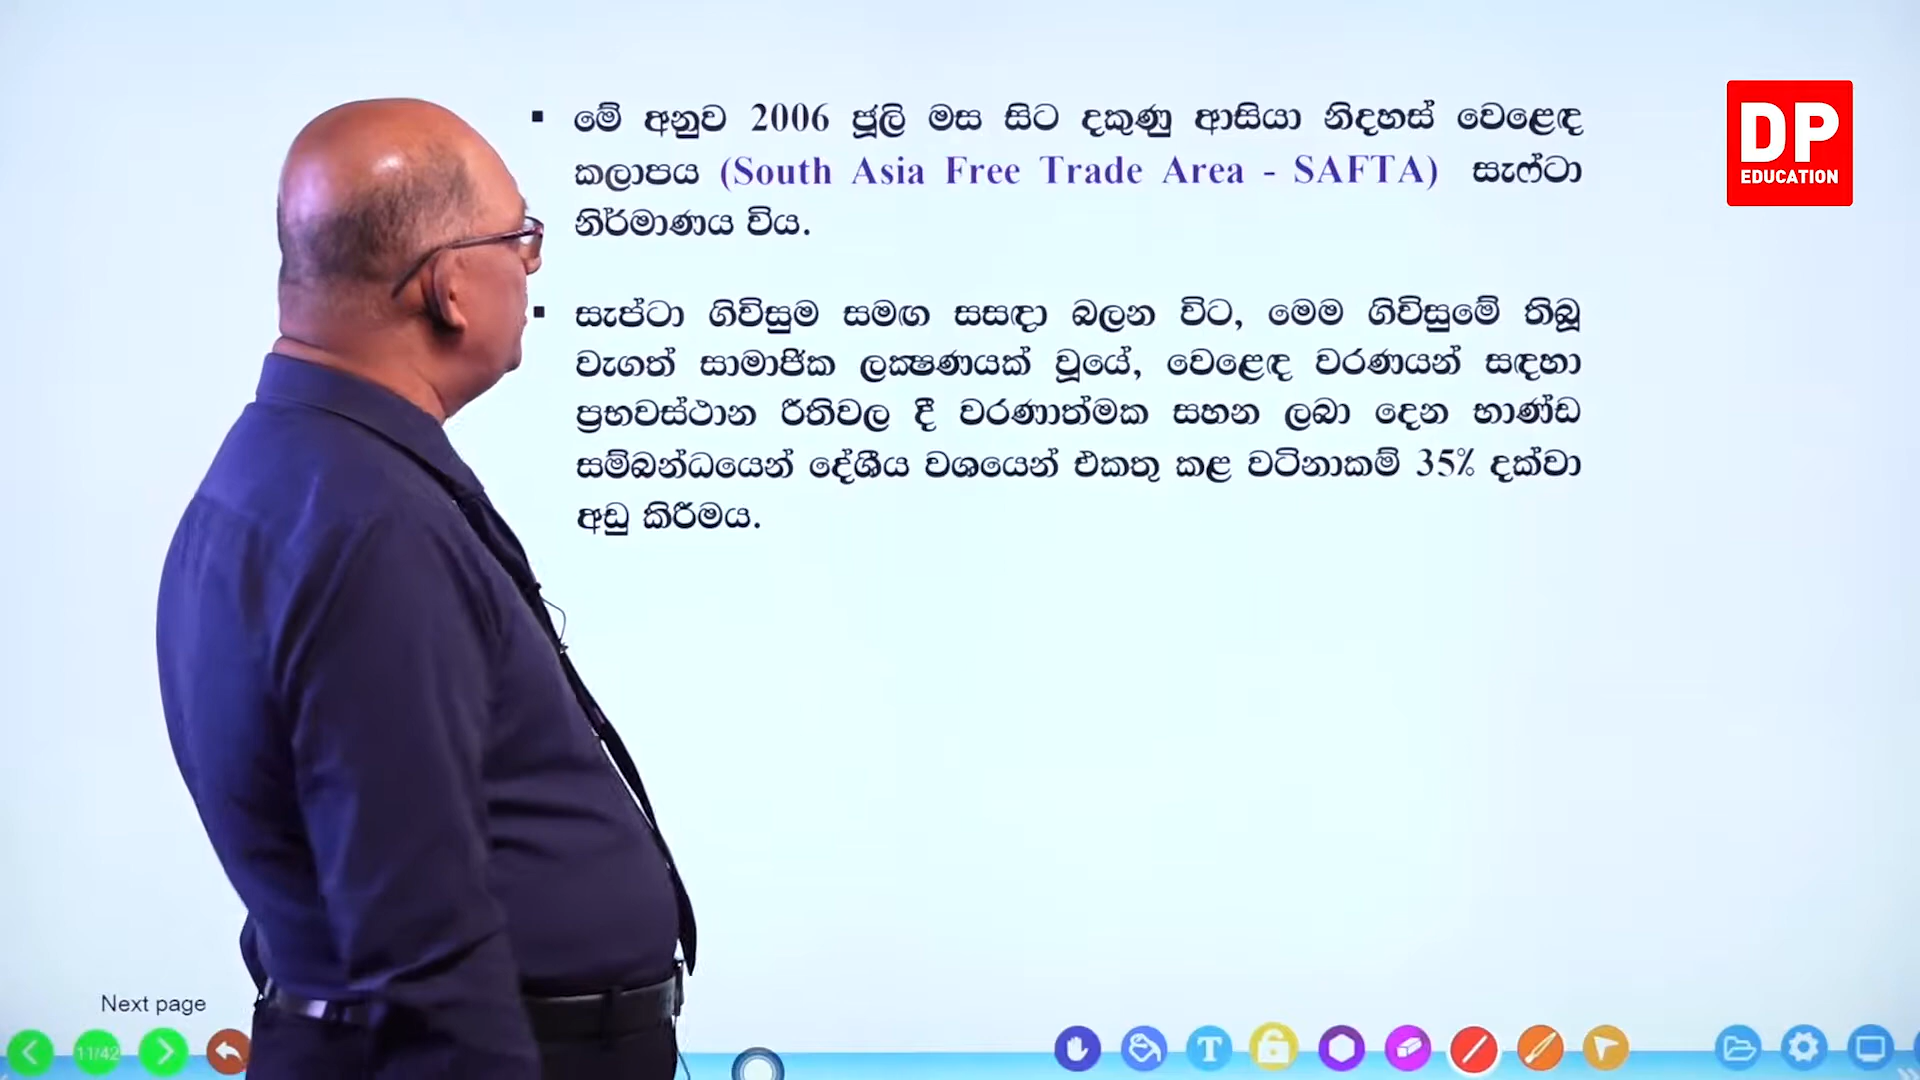 ▪ මේ අනුව 2006 ජූලි මස සිට දකුණු ආසියා නිදහස් වෙළෙඳ
කලාපය (South Asia Free Trade Area - SAFTA) සැෆ්ටා
නිර්මාණය විය.
▪ සැප්ටා ගිවිසුම සමඟ සසඳා බලන විට, මෙම ගිවිසුමේ තිබූ
වැගත් සාමාජික ලක්‍ෂණයක් වූයේ, වෙළෙඳ වරණයන් සඳහා
ප්‍රභවස්ථාන රීතිවල දී වරණාත්මක සහන ලබා දෙන භාණ්ඩ
සම්බන්ධයෙන් දේශීය වශයෙන් එකතු කළ වටිනාකම් 35% දක්වා
අඩු කිරීමය.
DP
EDUCATION
Next page
11/42
T